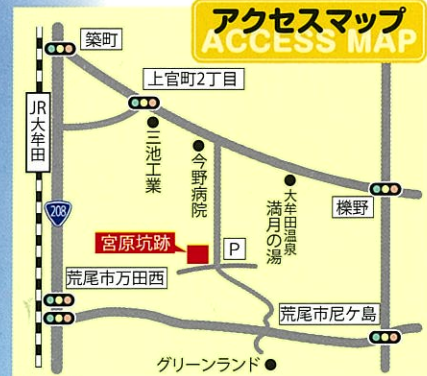 アクセスマップ
ACCESS MAP
築町
上官町2丁目
JR大牟田
三池工業
今野病院
大牟田温泉
満月の湯
櫟野
208
宮原坑跡
P
荒尾市万田西
荒尾市尼ケ島
グリーンランド